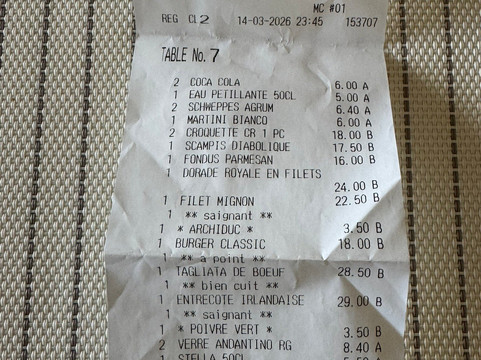 MC #01
REG CL 2 14-03-2026 23:45 153707
TABLE No. 7
2 COCA COLA 6.00 A
1 EAU PETILLANTE 50CL 5.00 A
2 SCHWEPPES AGRUM 6.40 A
1 MARTINI BIANCO 6.00 A
2 CROQUETTE CR 1 PC 18.00 B
1 SCAMPIS DIABOLIQUE 17.50 B
1 FONDUS PARMESAN 16.00 B
1 DORADE ROYALE EN FILETS
24.00 B
1 FILET MIGNON 22.50 B
1 ** saignant **
1 * ARCHIDUC * 3.50 B
1 BURGER CLASSIC 18.00 B
1 ** à point **
1 TAGLIATA DE BOEUF 28.50 B
1 ** bien cuit **
1 ENTRECOTE IRLANDAISE 29.00 B
1 ** saignant **
1 * POIVRE VERT * 3.50 B
2 VERRE ANDANTINO RG 8.40 A
1 STELLA 50CL